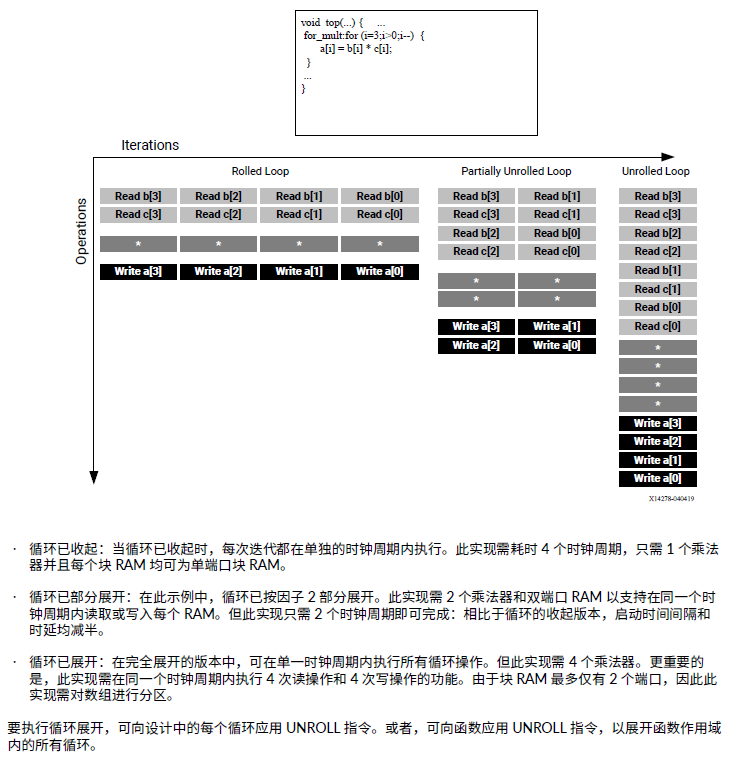 void top(...) { ...
for_mult:for (i=3;i>0;i--) {
a[i] = b[i] * c[i];
}
...
}
Iterations
Rolled Loop Partially Unrolled Loop Unrolled Loop
Operations
Read b[3] Read b[2] Read b[1] Read b[0] Read b[3] Read b[1] Read b[3]
Read c[3] Read c[2] Read c[1] Read c[0] Read c[3] Read c[1] Read c[3]
Read b[2] Read b[0] Read b[2]
* * * * Read c[2] Read c[0] Read c[2]
Write a[3] Write a[2] Write a[1] Write a[0] * * Read b[1]
* * Read c[1]
Read b[0]
Write a[3] Write a[1] Read c[0]
Write a[2] Write a[0] *
*
*
*
Write a[3]
Write a[2]
Write a[1]
Write a[0]
X14278-040419
· 循环已收起：当循环已收起时，每次迭代都在单独的时钟周期内执行。此实现需耗时 4 个时钟周期，只需 1 个乘法
器并且每个块 RAM 均可为单端口块 RAM。
· 循环已部分展开：在此示例中，循环已按因子 2 部分展开。此实现需 2 个乘法器和双端口 RAM 以支持在同一个时
钟周期内读取或写入每个 RAM。但此实现只需 2 个时钟周期即可完成：相比于循环的收起版本，启动时间间隔和
时延均减半。
· 循环已展开：在完全展开的版本中，可在单一时钟周期内执行所有循环操作。但此实现需 4 个乘法器。更重要的
是，此实现需在同一个时钟周期内执行 4 次读操作和 4 次写操作的功能。由于块 RAM 最多仅有 2 个端口，因此此
实现需对数组进行分区。
要执行循环展开，可向设计中的每个循环应用 UNROLL 指令。或者，可向函数应用 UNROLL 指令，以展开函数作用域
内的所有循环。